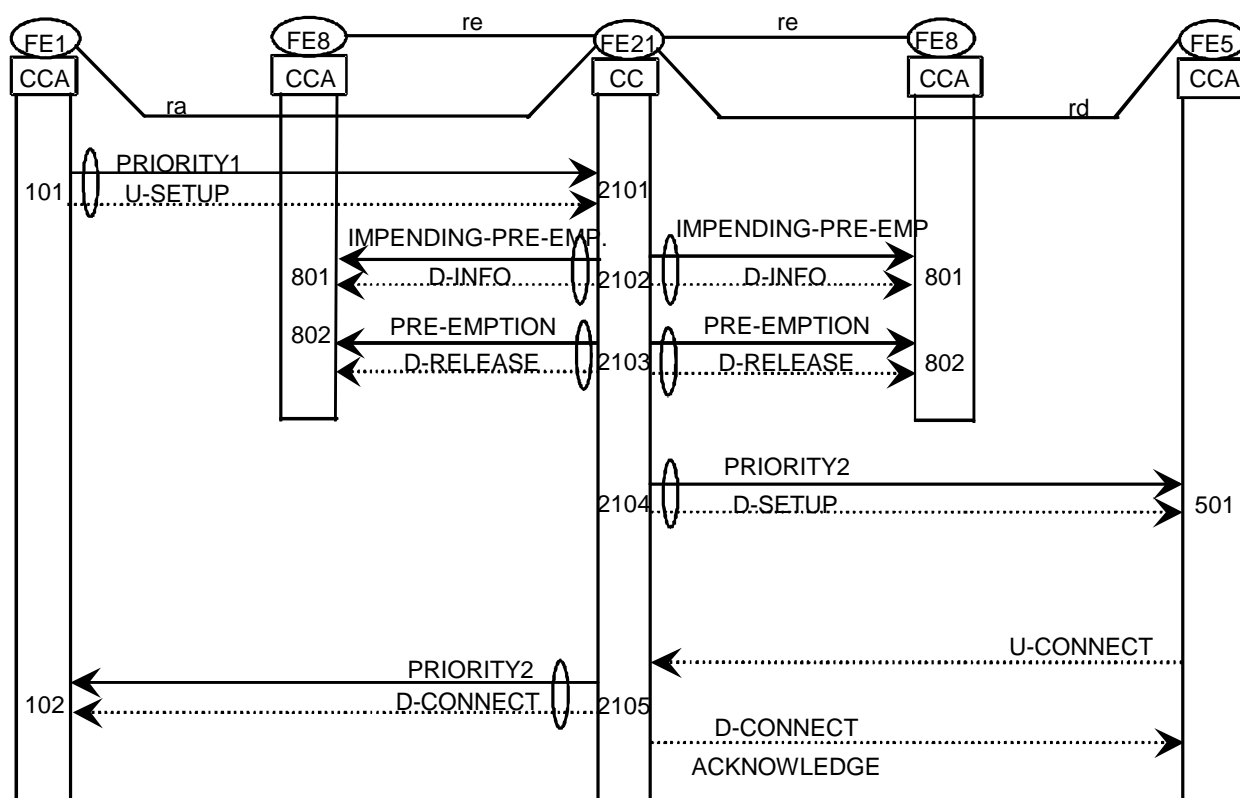 re re
FE1 FE8 FE21 FE8 FE5
CCA CCA CC CCA CCA
ra rd
PRIORITY1
101 U-SETUP 2101
IMPENDING-PRE-EMP. IMPENDING-PRE-EMP
801 D-INFO 2102 D-INFO 801
802 PRE-EMPTION PRE-EMPTION
D-RELEASE 2103 D-RELEASE 802
PRIORITY2
2104 D-SETUP 501
U-CONNECT
PRIORITY2
102 D-CONNECT 2105
D-CONNECT
ACKNOWLEDGE